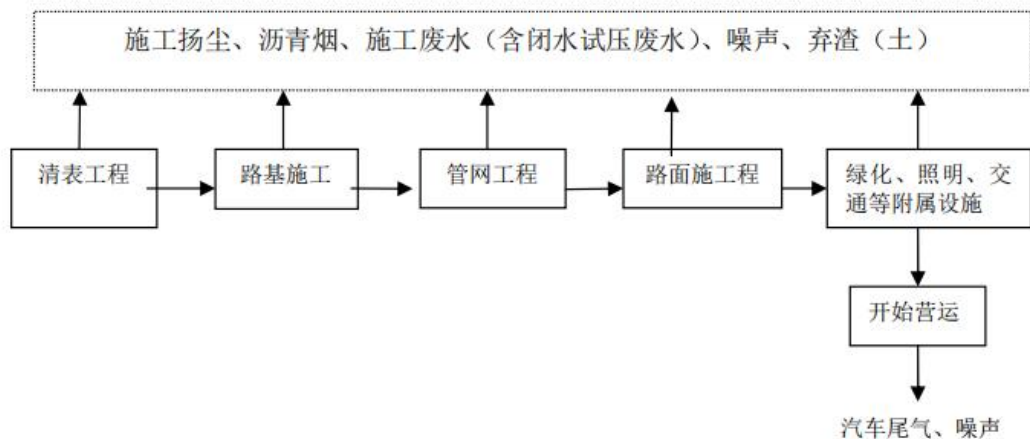 施工扬尘、沥青烟、施工废水（含闭水试压废水）、噪声、弃渣（土）
清表工程
路基施工
管网工程
路面施工程
绿化、照明、交
通等附属设施
开始营运
汽车尾气、噪声